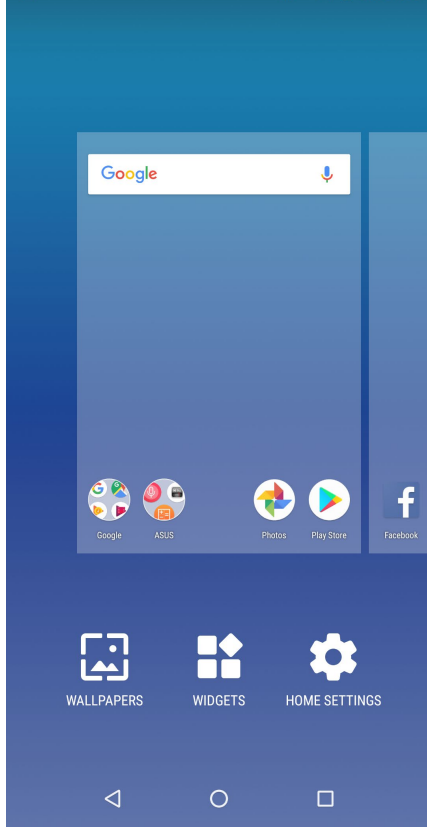 Google
Google
ASUS
Photos
Play Store
Facebook
WALLPAPERS
WIDGETS
HOME SETTINGS